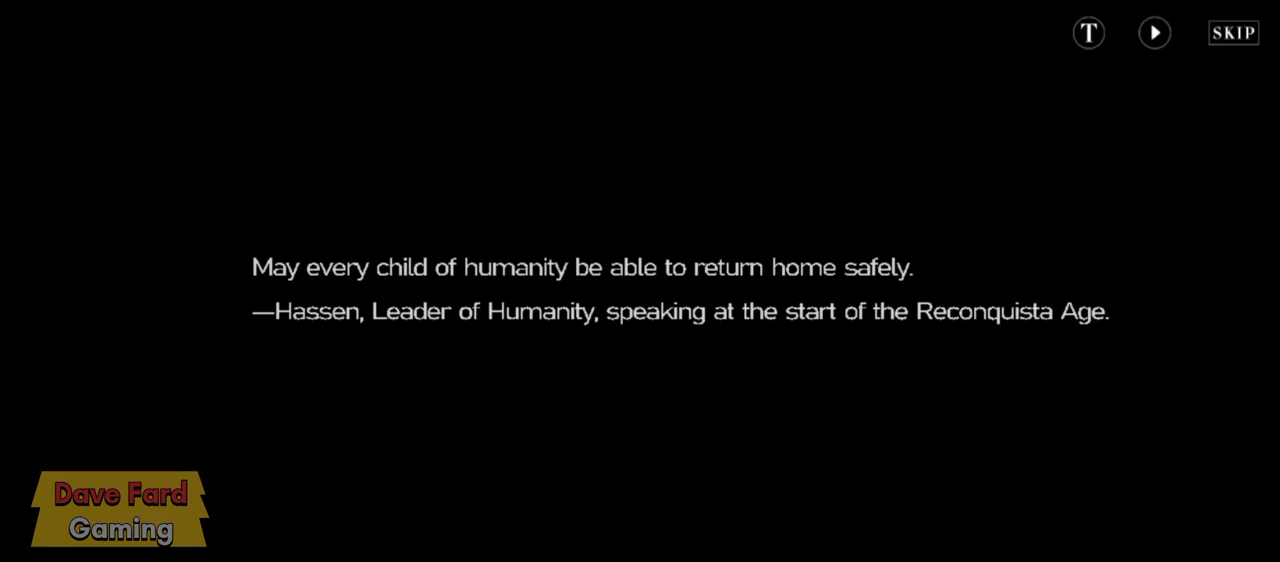 T
SKIP
May every child of humanity be able to return home safely.
—Hassen, Leader of Humanity, speaking at the start of the Reconquista Age.
Dave Fard
Gaming